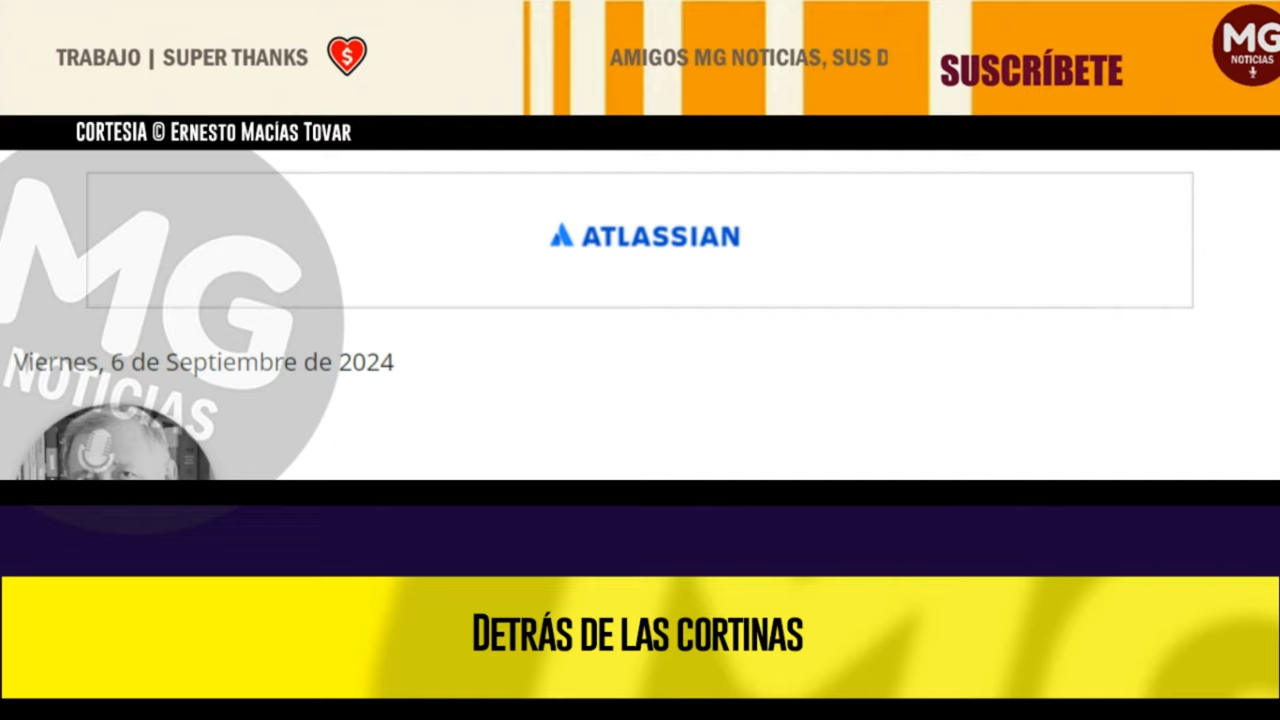 TRABAJO | SUPER THANKS
AMIGOS MG NOTICIAS, SUS D
SUSCRÍBETE
MG
NOTICIAS
CORTESIA © ERNESTO MACÍAS TOVAR
MG
NOTICIAS
ATLASSIAN
Viernes, 6 de Septiembre de 2024
DETRÁS DE LAS CORTINAS